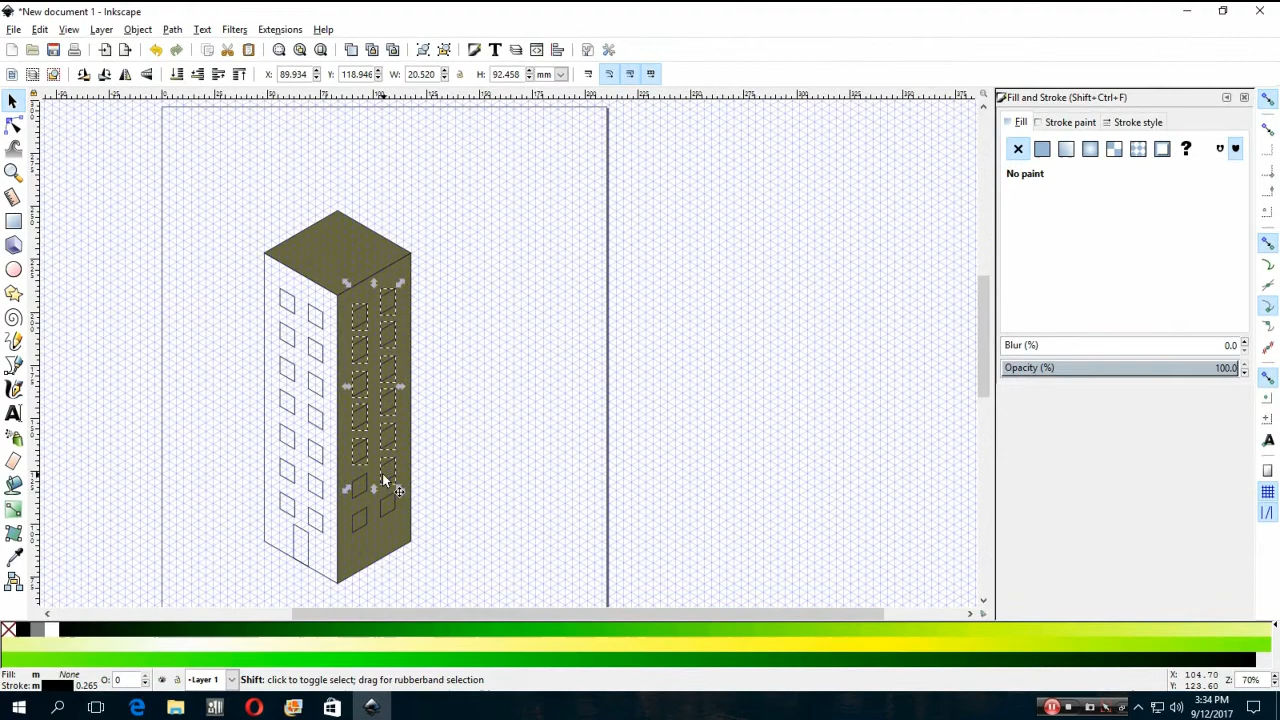 *New document 1 - Inkscape
File Edit View Layer Object Path Text Filters Extensions Help
X: 89.934 Y: 118.946 W: 20.520 H: 92.458 mm
Fill and Stroke (Shift+Ctrl+F)
Fill Stroke paint Stroke style
No paint
Blur (%) 0.0
Opacity (%) 100.0
Fill: m None
Stroke: m 0.265
O: 0
-Layer 1
Shift: click to toggle select; drag for rubberband selection
X: 104.70
Y: 123.60
Z: 70%
3:34 PM
9/12/2017